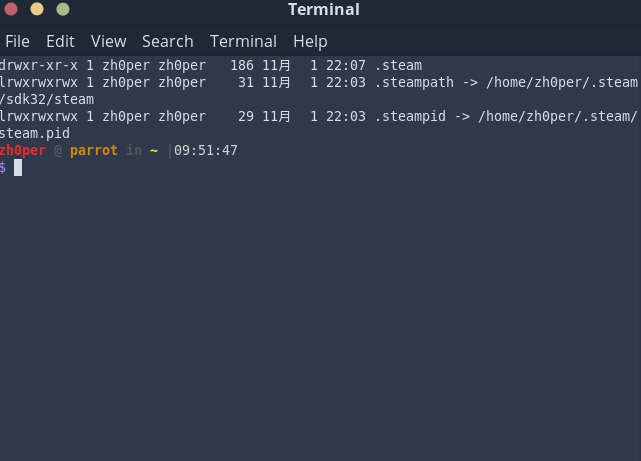 Terminal
File Edit View Search Terminal Help
drwxr-xr-x 1 zh0per zh0per   186 11月  1 22:07 .steam
lrwxrwxrwx 1 zh0per zh0per    31 11月  1 22:03 .steampath -> /home/zh0per/.steam
/sdk32/steam
lrwxrwxrwx 1 zh0per zh0per    29 11月  1 22:03 .steampid -> /home/zh0per/.steam/
steam.pid
zh0per @ parrot in ~ |09:51:47
$